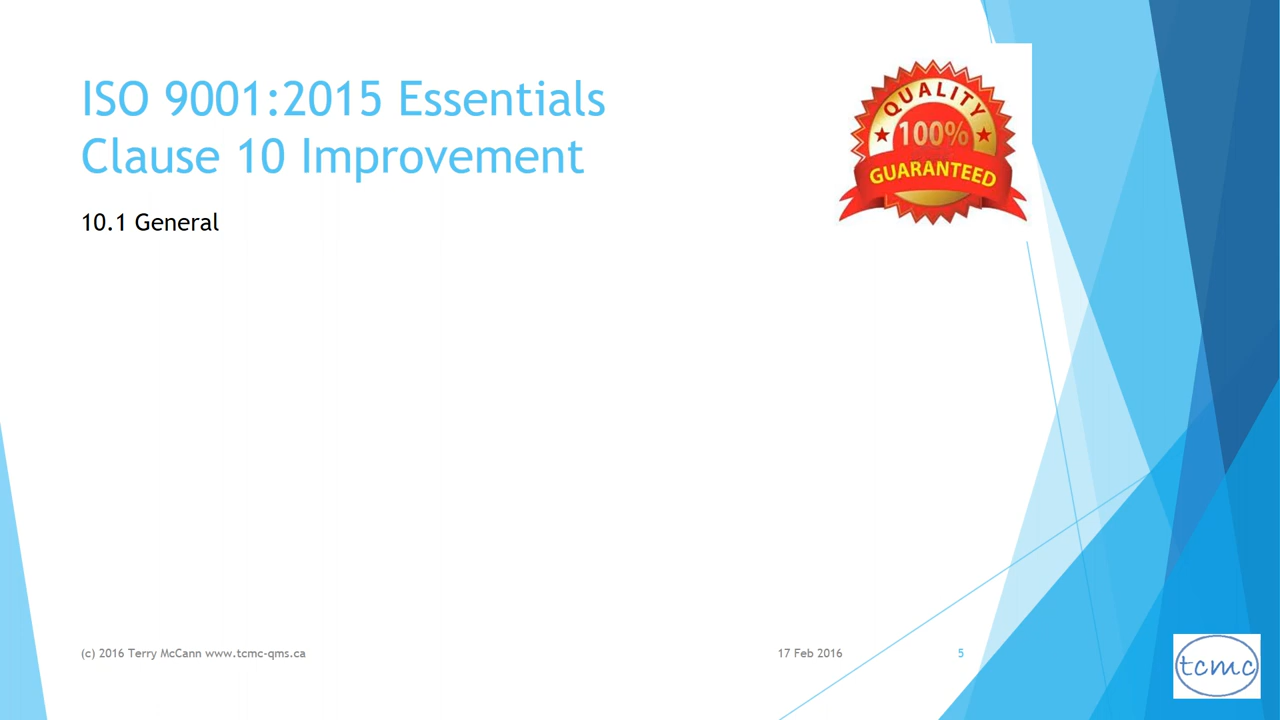 ISO 9001:2015 Essentials
Clause 10 Improvement
10.1 General
QUALITY
100%
GUARANTEED
(c) 2016 Terry McCann www.tcmc-qms.ca
17 Feb 2016
5
tcmc